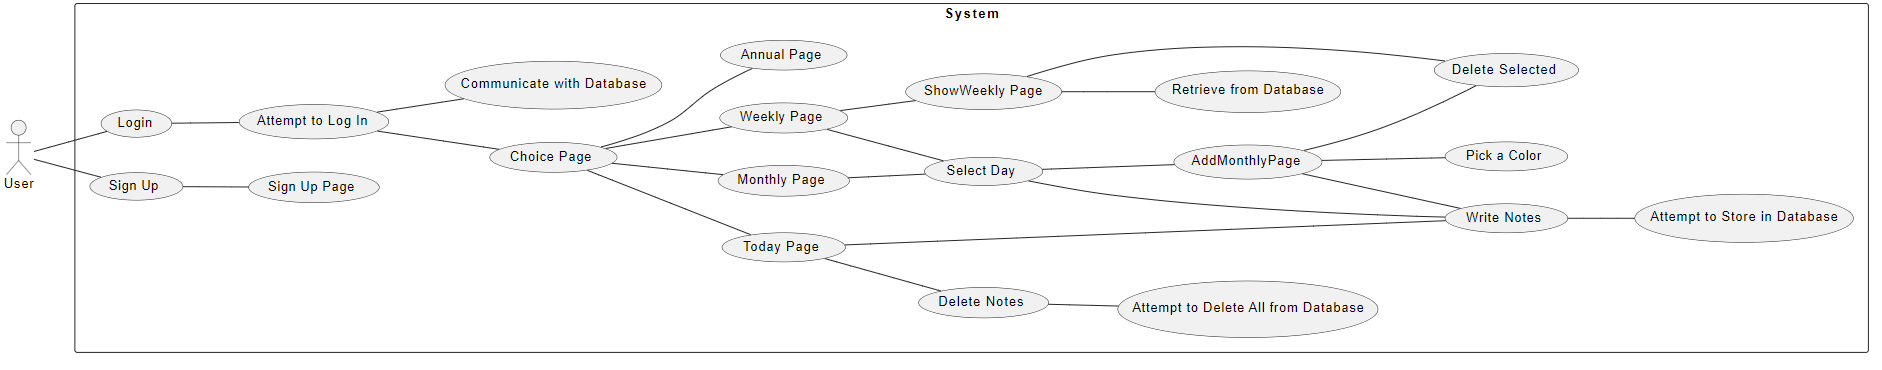 System
User
Login
Sign Up
Attempt to Log In
Sign Up Page
Communicate with Database
Choice Page
Annual Page
Weekly Page
Monthly Page
Today Page
ShowWeekly Page
Select Day
Delete Notes
Retrieve from Database
AddMonthlyPage
Attempt to Delete All from Database
Delete Selected
Pick a Color
Write Notes
Attempt to Store in Database